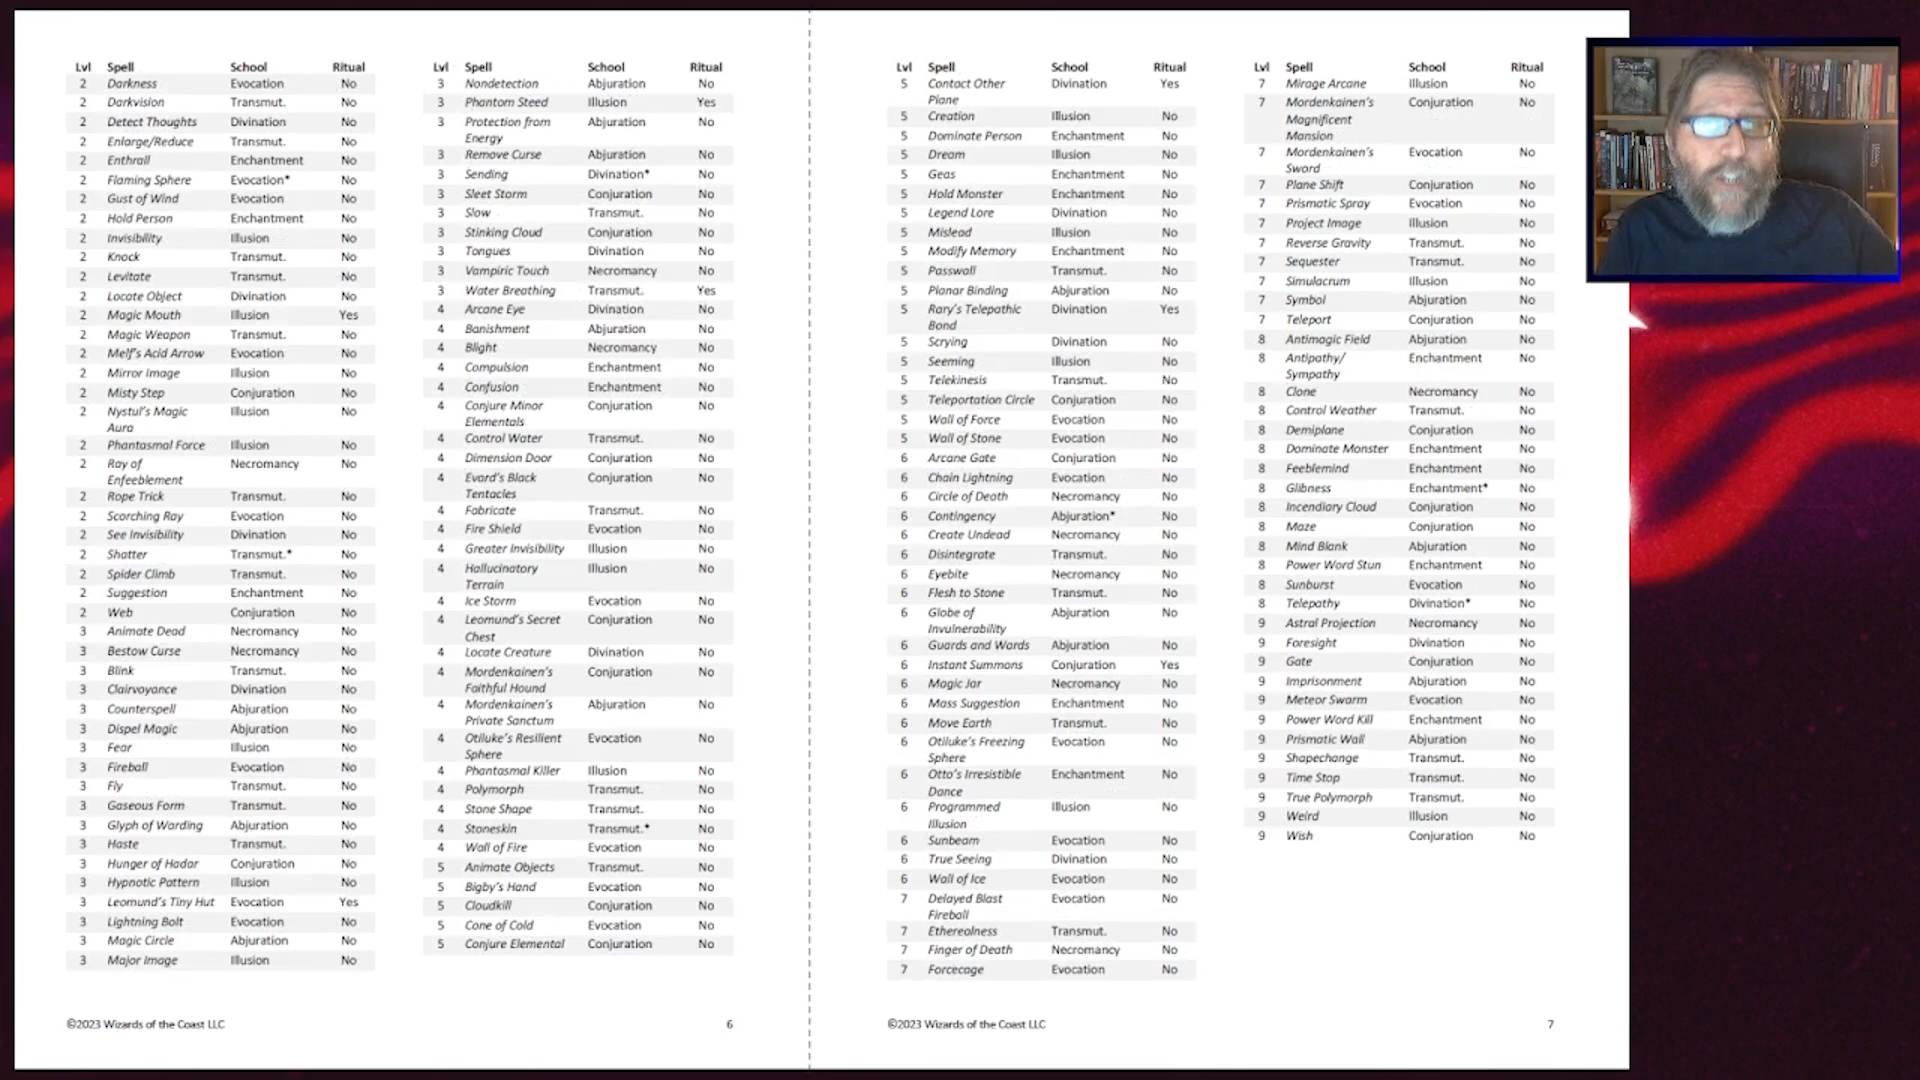 Lvl Spell School Ritual
2 Darkness Evocation No
2 Darkvision Transmut. No
2 Detect Thoughts Divination No
2 Enlarge/Reduce Transmut. No
2 Enthrall Enchantment No
2 Flaming Sphere Evocation* No
2 Gust of Wind Evocation No
2 Hold Person Enchantment No
2 Invisibility Illusion No
2 Knock Transmut. No
2 Levitate Transmut. No
2 Locate Object Divination No
2 Magic Mouth Illusion Yes
2 Magic Weapon Transmut. No
2 Melf's Acid Arrow Evocation No
2 Mirror Image Illusion No
2 Misty Step Conjuration No
2 Nystul's Magic Illusion No
Aura
2 Phantasmal Force Illusion No
2 Ray of Necromancy No
Enfeeblement
2 Rope Trick Transmut. No
2 Scorching Ray Evocation No
2 See Invisibility Divination No
2 Shatter Transmut.* No
2 Spider Climb Transmut. No
2 Suggestion Enchantment No
2 Web Conjuration No
3 Animate Dead Necromancy No
3 Bestow Curse Necromancy No
3 Blink Transmut. No
3 Clairvoyance Divination No
3 Counterspell Abjuration No
3 Dispel Magic Abjuration No
3 Fear Illusion No
3 Fireball Evocation No
3 Fly Transmut. No
3 Gaseous Form Transmut. No
3 Glyph of Warding Abjuration No
3 Haste Transmut. No
3 Hunger of Hadar Conjuration No
3 Hypnotic Pattern Illusion No
3 Leomund's Tiny Hut Evocation Yes
3 Lightning Bolt Evocation No
3 Magic Circle Abjuration No
3 Major Image Illusion No
Lvl Spell School Ritual
3 Nondetection Abjuration No
3 Phantom Steed Illusion Yes
3 Protection from Abjuration No
Energy
3 Remove Curse Abjuration No
3 Sending Divination* No
3 Sleet Storm Conjuration No
3 Slow Transmut. No
3 Stinking Cloud Conjuration No
3 Tongues Divination No
3 Vampiric Touch Necromancy No
3 Water Breathing Transmut. Yes
4 Arcane Eye Divination No
4 Banishment Abjuration No
4 Blight Necromancy No
4 Compulsion Enchantment No
4 Confusion Enchantment No
4 Conjure Minor Conjuration No
Elementals
4 Control Water Transmut. No
4 Dimension Door Conjuration No
4 Evard's Black Conjuration No
Tentacles
4 Fabricate Transmut. No
4 Fire Shield Evocation No
4 Greater Invisibility Illusion No
4 Hallucinatory Illusion No
Terrain
4 Ice Storm Evocation No
4 Leomund's Secret Conjuration No
Chest
4 Locate Creature Divination No
4 Mordenkainen's Conjuration No
Faithful Hound
4 Mordenkainen's Abjuration No
Private Sanctum
4 Otiluke's Resilient Evocation No
Sphere
4 Phantasmal Killer Illusion No
4 Polymorph Transmut. No
4 Stone Shape Transmut. No
4 Stoneskin Transmut.* No
4 Wall of Fire Evocation No
5 Animate Objects Transmut. No
5 Bigby's Hand Evocation No
5 Cloudkill Conjuration No
5 Cone of Cold Evocation No
5 Conjure Elemental Conjuration No
©2023 Wizards of the Coast LLC 6
Lvl Spell School Ritual
5 Contact Other Divination Yes
Plane
5 Creation Illusion No
5 Dominate Person Enchantment No
5 Dream Illusion No
5 Geas Enchantment No
5 Hold Monster Enchantment No
5 Legend Lore Divination No
5 Mislead Illusion No
5 Modify Memory Enchantment No
5 Passwall Transmut. No
5 Planar Binding Abjuration No
5 Rary's Telepathic Divination Yes
Bond
5 Scrying Divination No
5 Seeming Illusion No
5 Telekinesis Transmut. No
5 Teleportation Circle Conjuration No
5 Wall of Force Evocation No
5 Wall of Stone Evocation No
6 Arcane Gate Conjuration No
6 Chain Lightning Evocation No
6 Circle of Death Necromancy No
6 Contingency Abjuration* No
6 Create Undead Necromancy No
6 Disintegrate Transmut. No
6 Eyebite Necromancy No
6 Flesh to Stone Transmut. No
6 Globe of Abjuration No
Invulnerability
6 Guards and Wards Abjuration No
6 Instant Summons Conjuration Yes
6 Magic Jar Necromancy No
6 Mass Suggestion Enchantment No
6 Move Earth Transmut. No
6 Otiluke's Freezing Evocation No
Sphere
6 Otto's Irresistible Enchantment No
Dance
6 Programmed Illusion No
Illusion
6 Sunbeam Evocation No
6 True Seeing Divination No
6 Wall of Ice Evocation No
7 Delayed Blast Evocation No
Fireball
7 Etherealness Transmut. No
7 Finger of Death Necromancy No
7 Forcecage Evocation No
Lvl Spell School Ritual
7 Mirage Arcane Illusion No
7 Mordenkainen's Conjuration No
Magnificent
Mansion
7 Mordenkainen's Evocation No
Sword
7 Plane Shift Conjuration No
7 Prismatic Spray Evocation No
7 Project Image Illusion No
7 Reverse Gravity Transmut. No
7 Sequester Transmut. No
7 Simulacrum Illusion No
7 Symbol Abjuration No
7 Teleport Conjuration No
8 Antimagic Field Abjuration No
8 Antipathy/ Enchantment No
Sympathy
8 Clone Necromancy No
8 Control Weather Transmut. No
8 Demiplane Conjuration No
8 Dominate Monster Enchantment No
8 Feeblemind Enchantment No
8 Glibness Enchantment* No
8 Incendiary Cloud Conjuration No
8 Maze Conjuration No
8 Mind Blank Abjuration No
8 Power Word Stun Enchantment No
8 Sunburst Evocation No
8 Telepathy Divination* No
9 Astral Projection Necromancy No
9 Foresight Divination No
9 Gate Conjuration No
9 Imprisonment Abjuration No
9 Meteor Swarm Evocation No
9 Power Word Kill Enchantment No
9 Prismatic Wall Abjuration No
9 Shapechange Transmut. No
9 Time Stop Transmut. No
9 True Polymorph Transmut. No
9 Weird Illusion No
9 Wish Conjuration No
©2023 Wizards of the Coast LLC 7